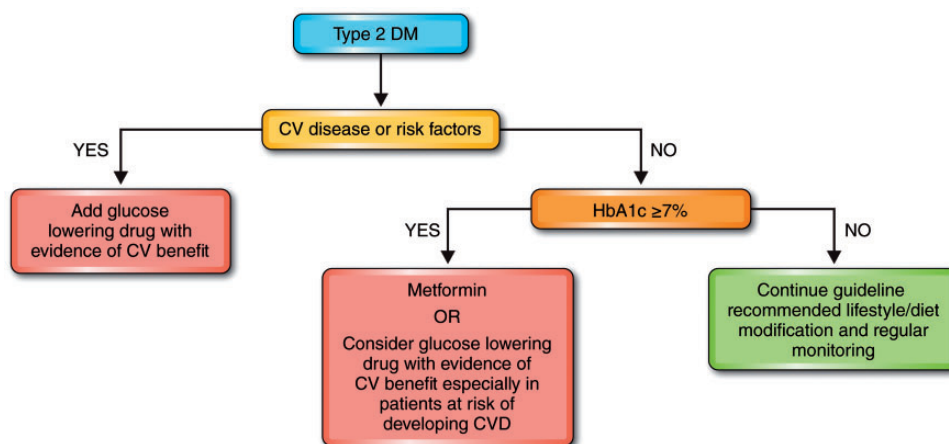 Type 2 DM
CV disease or risk factors
YES
NO
Add glucose
lowering drug with
evidence of CV benefit
HbA1c ≥7%
YES
NO
Metformin
OR
Consider glucose lowering
drug with evidence of
CV benefit especially in
patients at risk of
developing CVD
Continue guideline
recommended lifestyle/diet
modification and regular
monitoring